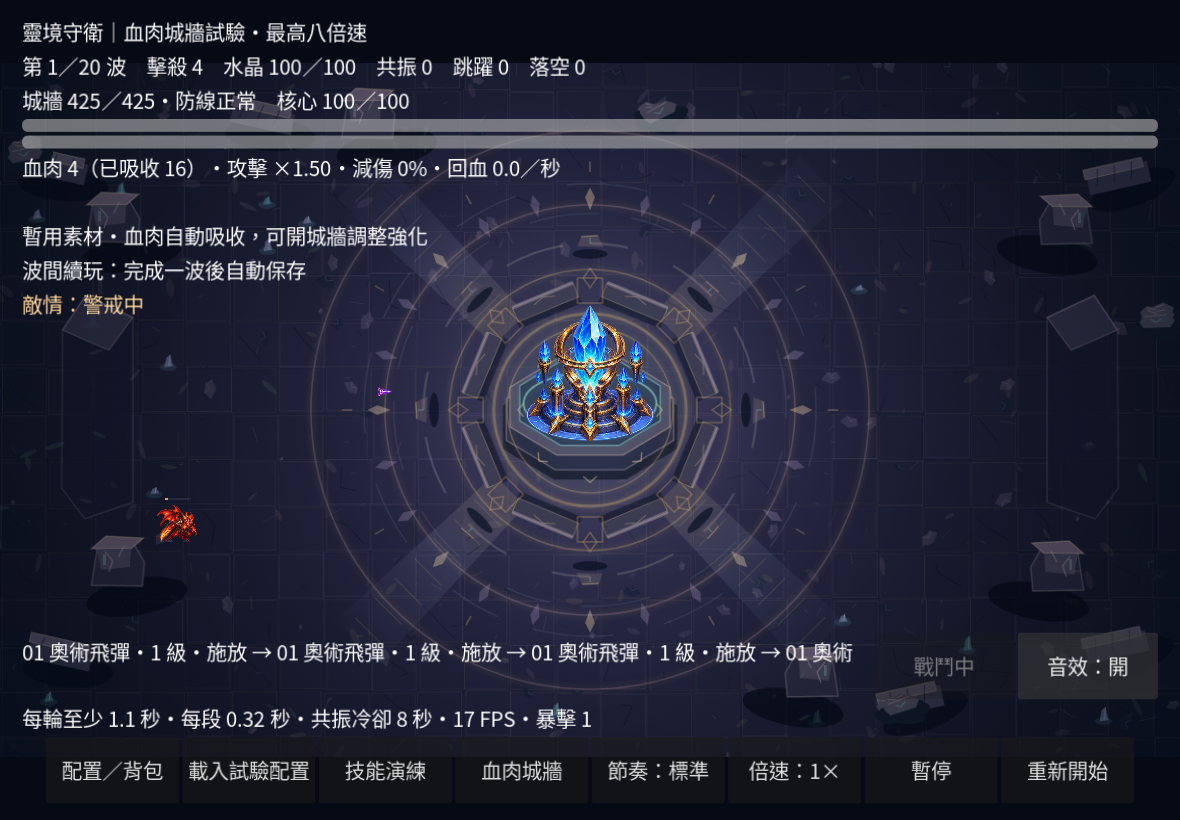 靈境守衛｜血肉城牆試驗・最高八倍速
第 1／20 波　擊殺 4　水晶 100／100　共振 0　跳躍 0　落空 0
城牆 425／425・防線正常　核心 100／100
血肉 4（已吸收 16）・攻擊 ×1.50・減傷 0%・回血 0.0／秒
暫用素材・血肉自動吸收，可開城牆調整強化
波間續玩：完成一波後自動保存
敵情：警戒中
01 奧術飛彈・1 級・施放 → 01 奧術飛彈・1 級・施放 → 01 奧術飛彈・1 級・施放 → 01 奧術
戰鬥中
音效：開
每輪至少 1.1 秒・每段 0.32 秒・共振冷卻 8 秒・17 FPS・暴擊 1
配置／背包
載入試驗配置
技能演練
血肉城牆
節奏：標準
倍速：1×
暫停
重新開始